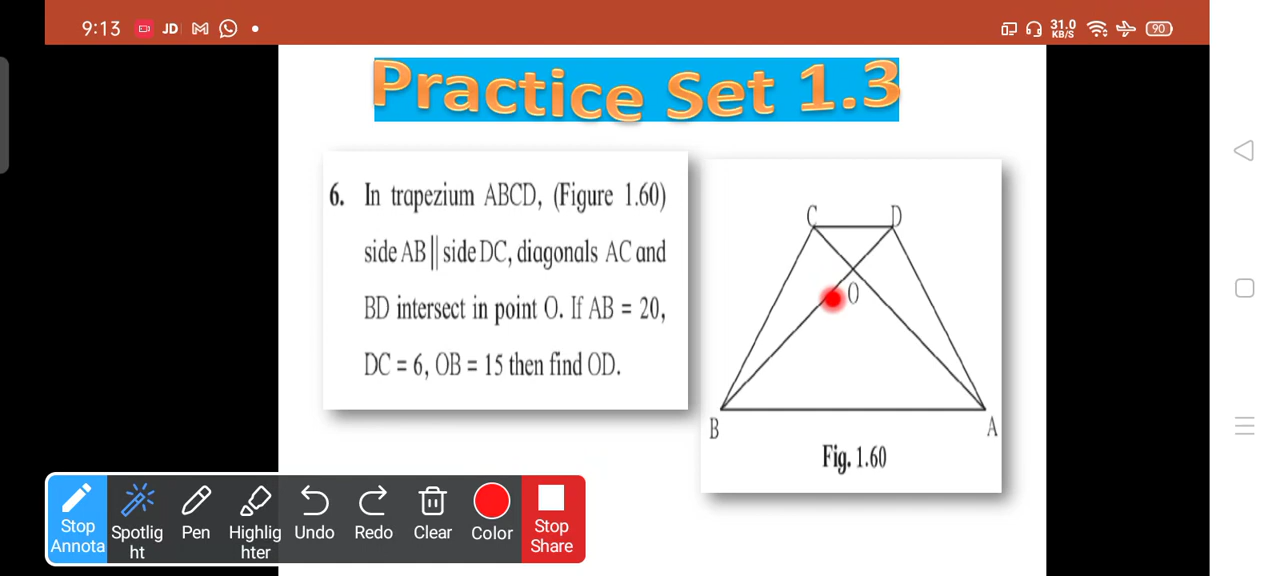 9:13 JD 31.0 KB/S 90
Practice Set 1.3
6. In trapezium ABCD, (Figure 1.60)
side AB || side DC, diagonals AC and
BD intersect in point O. If AB = 20,
DC = 6, OB = 15 then find OD.
C D
O
B A
Fig. 1.60
Stop Annota
Spotlig ht
Pen
Highlig hter
Undo
Redo
Clear
Color
Stop Share